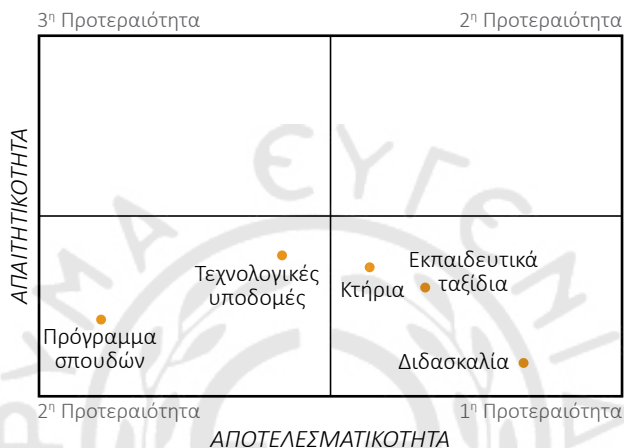 3η Προτεραιότητα
2η Προτεραιότητα
ΑΠΑΙΤΗΤΙΚΟΤΗΤΑ
Τεχνολογικές
υποδομές
Κτήρια
Εκπαιδευτικά
ταξίδια
Πρόγραμμα
σπουδών
Διδασκαλία
2η Προτεραιότητα
1η Προτεραιότητα
ΑΠΟΤΕΛΕΣΜΑΤΙΚΟΤΗΤΑ